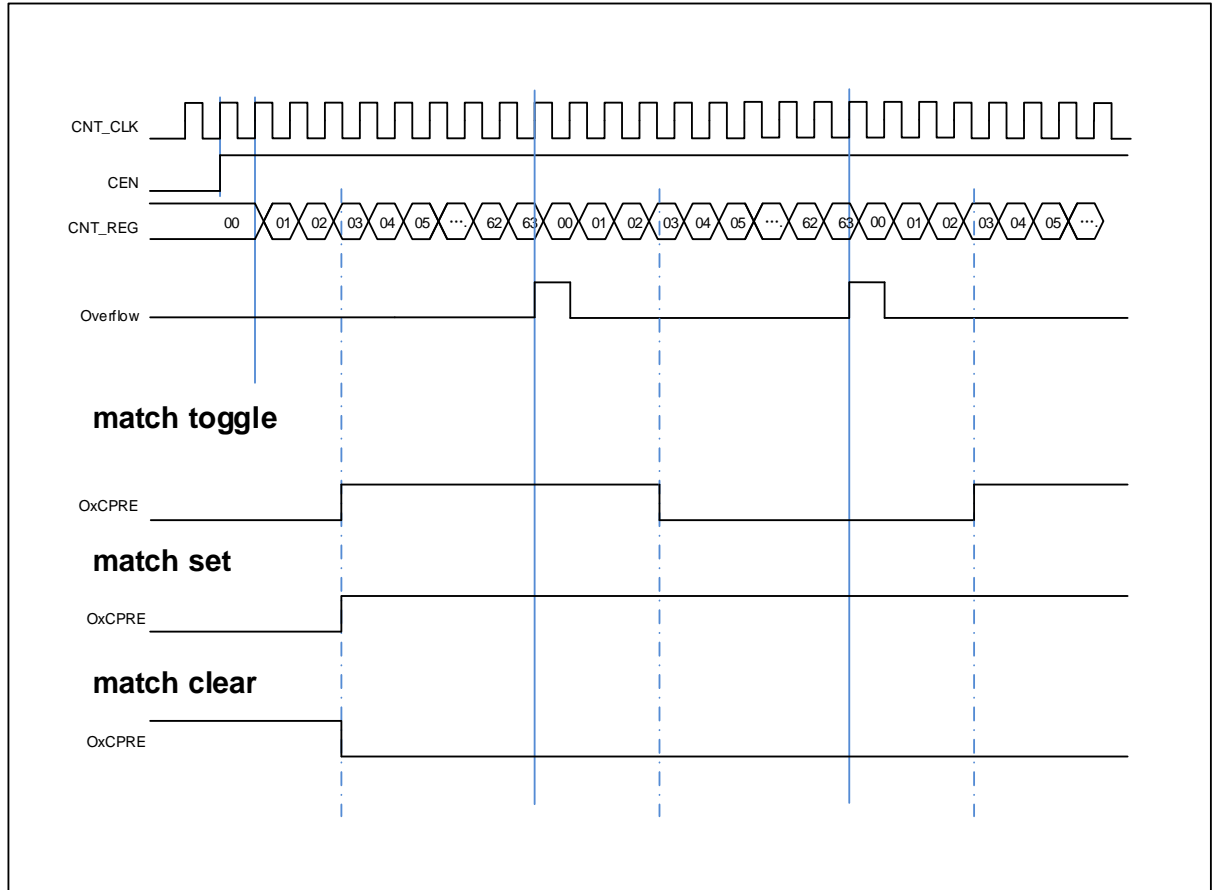 CNT_CLK
CEN
CNT_REG 00 01 02 03 04 05 ···. 62 63 00 01 02 03 04 05 ···. 62 63 00 01 02 03 04 05 ···.
Overflow
match toggle
OxCPRE
match set
OxCPRE
match clear
OxCPRE